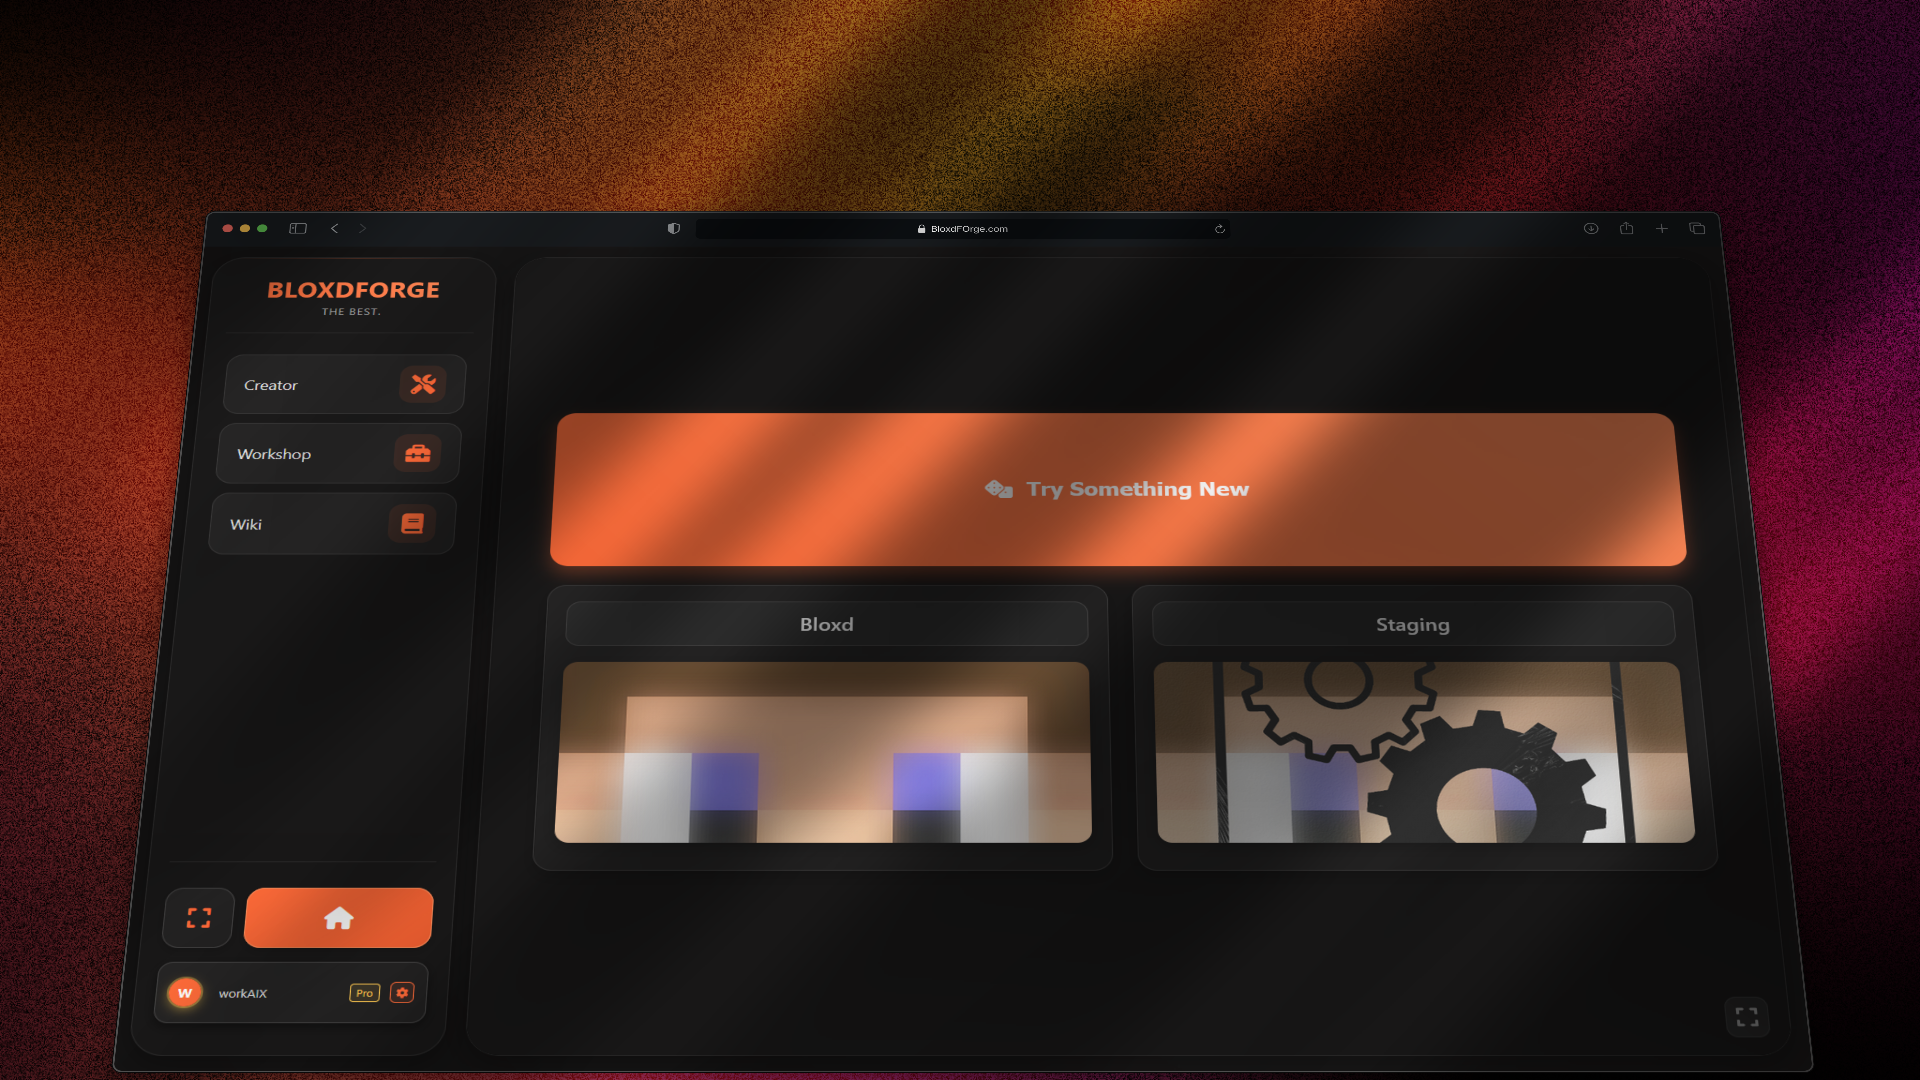 BloxdFOrge.com
BLOXDFORGE
THE BEST.
Creator
Workshop
Wiki
Try Something New
Bloxd
Staging
W
workAIX
Pro